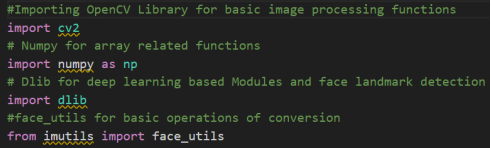 #Importing OpenCV Library for basic image processing functions
import cv2
# Numpy for array related functions
import numpy as np
# Dlib for deep learning based Modules and face landmark detection
import dlib
#face_utils for basic operations of conversion
from imutils import face_utils